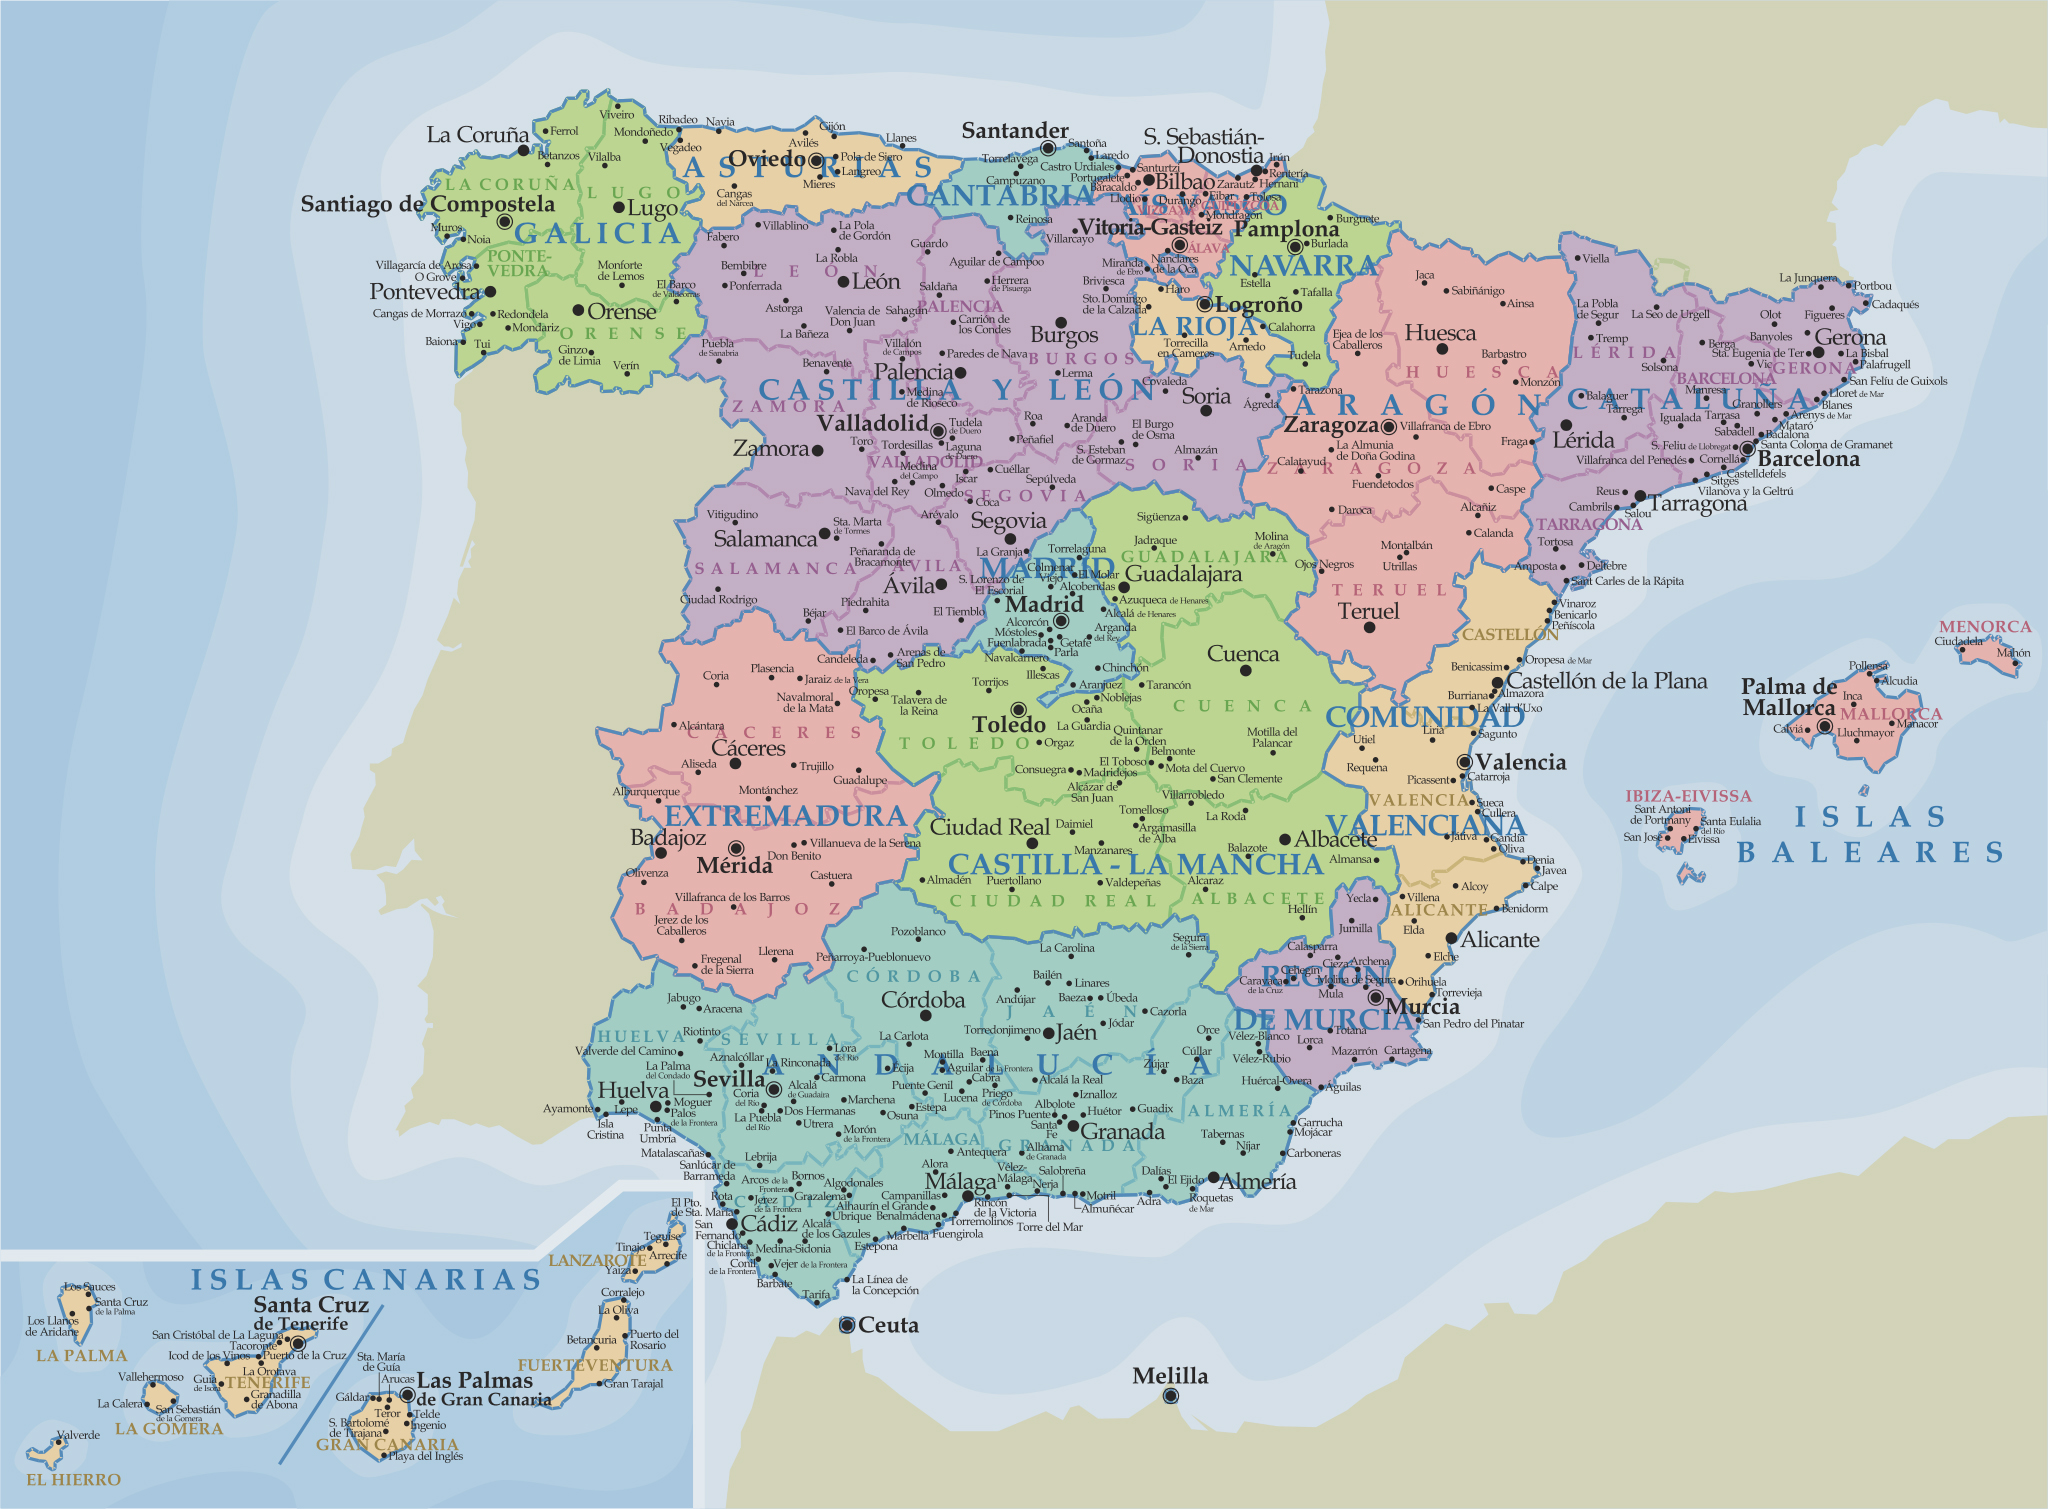 La Coruña
Ferrol
Betanzos
Viveiro
Mondoñedo
Ribadeo
Vegadeo
Vilalba
LA CORUÑA
LUGO
Santiago de Compostela
Lugo
GALICIA
Muros
Noia
PONTE-
VEDRA
Villagarcía de Arosa
O Grove
Pontevedra
Monforte
de Lemos
El Barco
de Valdeorras
Cangas de Morrazo
Redondela
Vigo
Mondariz
Orense
ORENSE
Baiona
Tui
Ginzo
de Limia
Verín
Navia
Avilés
Cijón
Llanes
Oviedo
Pola de Siero
Langreo
Mieres
ASTURIAS
Cangas
del Narcea
Santander
Santoña
Laredo
Torrelavega
Castro Urdiales
Campuzano
CANTABRIA
Reinosa
S. Sebastián-
Donostia
Irún
Rentería
Hernani
Santurtzi
Portugalete
Baracaldo
Bilbao
Zarautz
Llodio
Durango
Eibar
Tolosa
VIZCAYA
Mondragón
Vitoria-Gasteiz
ÁLAVA
Nanclares
de la Oca
Miranda
de Ebro
Pamplona
Burguete
Burlada
NAVARRA
Estella
Tafalla
Tudela
Haro
Logroño
LA RIOJA
Calahorra
Torrecilla
en Cameros
Arnedo
Sto. Domingo
de la Calzada
Villablino
La Pola
de Gordón
Fabero
La Robla
Bembibre
Ponferrada
LEÓN
León
Astorga
La Bañeza
Valencia de
Don Juan
Sahagún
Guardo
Aguilar de Campoo
Herrera
de Pisuerga
Saldaña
PALENCIA
Carrión de
los Condes
Villarcayo
Briviesca
Burgos
BURGOS
Lerma
Villalón
de Campos
Paredes de Nava
Palencia
Puebla
de Sanabria
Benavente
CASTILLA Y LEÓN
ZAMORA
Medina
de Rioseco
Covaleda
Soria
Ágreda
Valladolid
Tudela
de Duero
Roa
Aranda
de Duero
El Burgo
de Osma
Peñafiel
Zamora
Toro
Tordesillas
Laguna
de Duero
VALLADOLID
S. Esteban
de Gormaz
Almazán
SORIA
Medina
del Campo
Iscar
Cuéllar
Sepúlveda
Nava del Rey
Olmedo
Coca
SEGOVIA
Arévalo
Segovia
La Granja
Vitigudino
Sta. Marta
de Tormes
Salamanca
Peñaranda de
Bracamonte
SALAMANCA
ÁVILA
Ávila
Ciudad Rodrigo
Piedrahita
Béjar
El Barco de Ávila
El Tiemblo
Candeleda
Arenas de
San Pedro
Torrelaguna
MADRID
Colmenar
Viejo
El Molar
Alcobendas
S. Lorenzo de
El Escorial
Madrid
Alcalá de Henares
Alcorcón
Móstoles
Fuenlabrada
Getafe
Parla
Arganda
del Rey
Navalcarnero
Chinchón
Aranjuez
Jaca
Sabiñánigo
Ainsa
Ejea de los
Caballeros
Huesca
Barbastro
HUESCA
Monzón
Tarazona
ARAGÓN
Zaragoza
Villafranca de Ebro
Fraga
La Almunia
de Doña Godina
Calatayud
ZARAGOZA
Fuendetodos
Caspe
Daroca
Alcañiz
Calanda
Montalbán
Utrillas
Ojos Negros
TERUEL
Teruel
Viella
La Pobla
de Segur
La Seo de Urgell
Tremp
LÉRIDA
Solsona
La Junquera
Portbou
Cadaqués
Olot
Figueres
Banyoles
Gerona
Berga
Sta. Eugenia de Ter
La Bisbal
Palafrugell
Vic
GERONA
BARCELONA
San Felíu de Guixols
Manresa
Lloret de Mar
Blanes
CATALUÑA
Balaguer
Tarrega
Granollers
Arenys de Mar
Igualada
Tarrasa
Mataró
Sabadell
Badalona
Lérida
S. Feliu de Llobregat
Santa Coloma de Gramanet
Villafranca del Penedés
Cornellá
Barcelona
Castelldefels
Sitges
Vilanova y la Geltrú
Reus
Tarragona
Cambrils
Salou
TARRAGONA
Tortosa
Amposta
Deltebre
Sant Carles de la Rápita
Sigüenza
Jadraque
Molina
de Aragón
GUADALAJARA
Guadalajara
Azuqueca de Henares
Cuenca
Tarancón
CUENCA
Motilla del
Palancar
Belmonte
Mota del Cuervo
San Clemente
Illescas
Torrijos
Oropesa
Talavera de
la Reina
Noblejas
Ocaña
La Guardia
Toledo
Quintanar
de la Orden
TOLEDO
Orgaz
El Toboso
Consuegra
Madridejos
Alcázar de
San Juan
Villarrobledo
Tomelloso
La Roda
Ciudad Real
Daimiel
Argamasilla
de Alba
Manzanares
Albacete
Balazote
Almansa
CASTILLA - LA MANCHA
Almadén
Puertollano
Valdepeñas
Alcaraz
CIUDAD REAL
ALBACETE
Hellín
Plasencia
Coria
Jaraiz de la Vera
Navalmoral
de la Mata
Alcántara
CÁCERES
Cáceres
Aliseda
Trujillo
Guadalupe
Alburquerque
Montánchez
EXTREMADURA
Badajoz
Mérida
Villanueva de la Serena
Don Benito
Olivenza
Castuera
Villafranca de los Barros
BADAJOZ
Jerez de los
Caballeros
Llerena
Fregenal
de la Sierra
Vinaroz
Benicarlo
Peñíscola
CASTELLÓN
Oropesa de Mar
Benicassim
Castellón de la Plana
Burriana
Almazora
La Vall d'Uxo
COMUNIDAD
Utiel
Liria
Sagunto
Requena
Valencia
Picassent
Catarroja
VALENCIA
Sueca
Cullera
VALENCIANA
Játiva
Candia
Oliva
Denia
Javea
Calpe
Alcoy
Villena
ALICANTE
Benidorm
Elda
Alicante
Elche
Orihuela
Torrevieja
Yecla
Jumilla
Calasparra
Cieza
Archena
REGIÓN
Cehegín
Caravaca
de la Cruz
Molina de Segura
Mula
Murcia
DE MURCIA
San Pedro del Pinatar
Totana
Lorca
Mazarrón
Cartagena
Águilas
Pozoblanco
Peñarroya-Pueblonuevo
CÓRDOBA
Córdoba
La Carolina
Segura
de la Sierra
Bailén
Linares
Andújar
Baeza
Úbeda
JAÉN
Cazorla
Torredonjimeno
Jaén
Jódar
Jabugo
Aracena
HUELVA
Riotinto
SEVILLA
Valverde del Camino
Aznalcóllar
La Rinconada
Lora
del Río
La Carlota
La Palma
del Condado
Sevilla
Carmona
Ecija
Montilla
Baena
Aguilar de la Frontera
Cabra
Lucena
Priego
de Córdoba
Puente Genil
Estepa
ANDALUCÍA
Huelva
Moguer
Palos
de la Frontera
Ayamonte
Lepe
Isla
Cristina
Punta
Umbría
Matalascañas
Coria
del Río
La Puebla
del Río
Alcalá
de Guadaira
Dos Hermanas
Utrera
Marchena
Osuna
Morón
de la Frontera
Orce
Vélez-Blanco
Vélez-Rubio
Cúllar
Zújar
Baza
Huércal-Overa
Alcalá la Real
Iznalloz
Albolote
Pinos Puente
Huétor
Guadix
Santa
Fe
Granada
GRANADA
Alhama
de Granada
ALMERÍA
Garrucha
Mojácar
Tabernas
Níjar
Carboneras
Dalías
El Ejido
Almería
Adra
Roquetas
de Mar
MÁLAGA
Antequera
Alora
Vélez-
Málaga
Salobreña
Málaga
Nerja
Motril
Almuñécar
Rincón
de la Victoria
Torre del Mar
Campanillas
Alhaurín el Grande
Benalmádena
Torremolinos
Fuengirola
Marbella
Estepona
Lebrija
Sanlúcar de
Barrameda
Arcos de la
Frontera
Bornos
Algodonales
Rota
Jerez
de la Frontera
Grazalema
CÁDIZ
Ubrique
El Pto.
de Sta. María
Cádiz
San
Fernando
Alcalá
de los Gazules
Chiclana
de la Frontera
Medina-Sidonia
Conil
de la Frontera
Vejer de la Frontera
Barbate
Tarifa
La Línea de
la Concepción
Ceuta
Melilla
MENORCA
Ciudadela
Mahón
Pollensa
Alcudia
Palma de
Mallorca
Inca
MALLORCA
Manacor
Calviá
Lluchmayor
IBIZA-EIVISSA
Sant Antoni
de Portmany
Santa Eulalia
del Río
San José
Eivissa
ISLAS
BALEARES
ISLAS CANARIAS
Los Sauces
Santa Cruz
de la Palma
Los Llanos
de Aridane
LA PALMA
Santa Cruz
de Tenerife
San Cristóbal de La Laguna
Tacoronte
Icod de los Vinos
Puerto de la Cruz
La Orotava
Guía
de Isora
TENERIFE
Granadilla
de Abona
Vallehermoso
La Calera
San Sebastián
de la Gomera
LA GOMERA
Valverde
EL HIERRO
Sta. María
de Guía
Arucas
Gáldar
Las Palmas
de Gran Canaria
Teror
Telde
Ingenio
S. Bartolomé
de Tirajana
GRAN CANARIA
Playa del Inglés
LANZAROTE
Teguise
Tinajo
Arrecife
Yaiza
Corralejo
La Oliva
Betancuria
Puerto del
Rosario
FUERTEVENTURA
Gran Tarajal